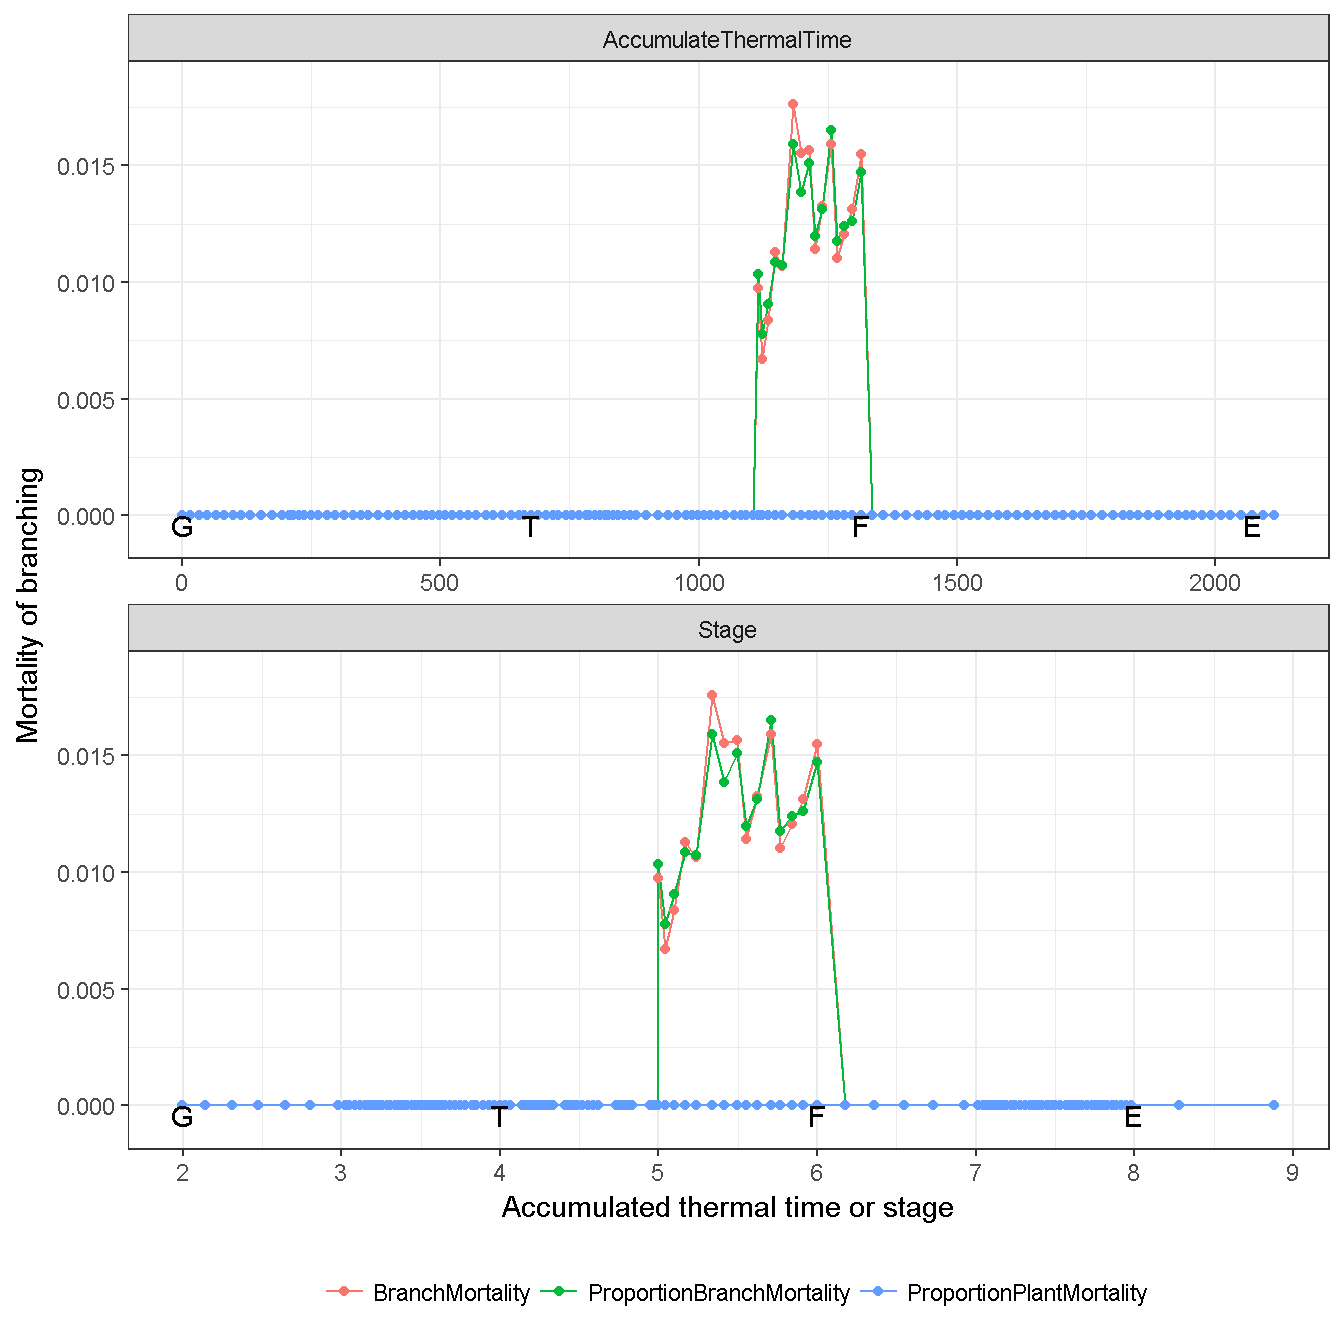 AccumulateThermalTime
Mortality of branching
0.015
0.010
0.005
0.000
G T F E
0 500 1000 1500 2000
Stage
0.015
0.010
0.005
0.000
G T F E
2 3 4 5 6 7 8 9
Accumulated thermal time or stage
BranchMortality ProportionBranchMortality ProportionPlantMortality